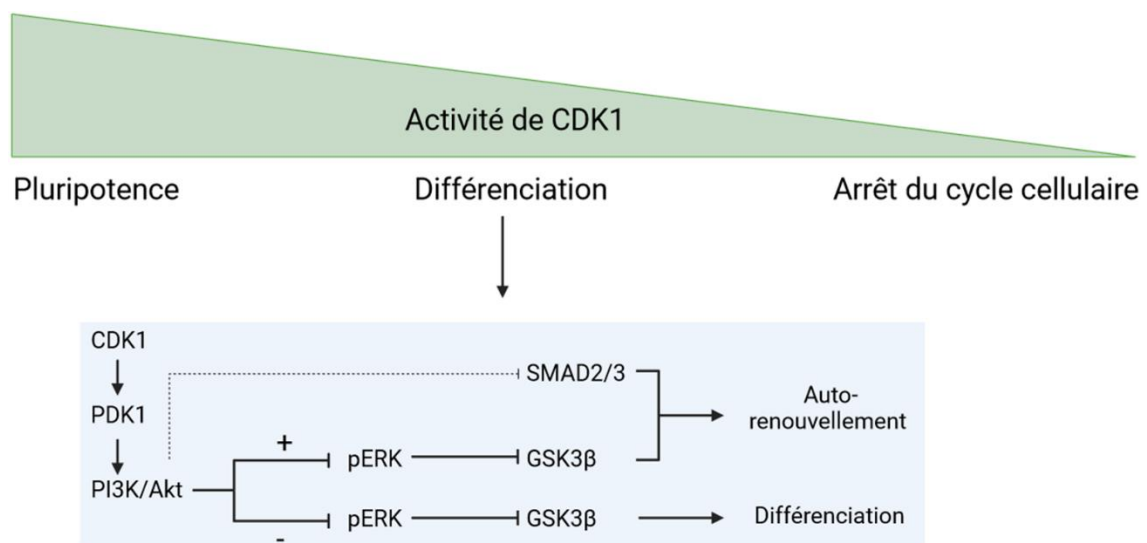 Activité de CDK1
Pluripotence
Différenciation
Arrêt du cycle cellulaire
CDK1
SMAD2/3
Auto-
renouvellement
PDK1
+
pERK
GSK3β
PI3K/Akt
pERK
GSK3β
Différenciation
-